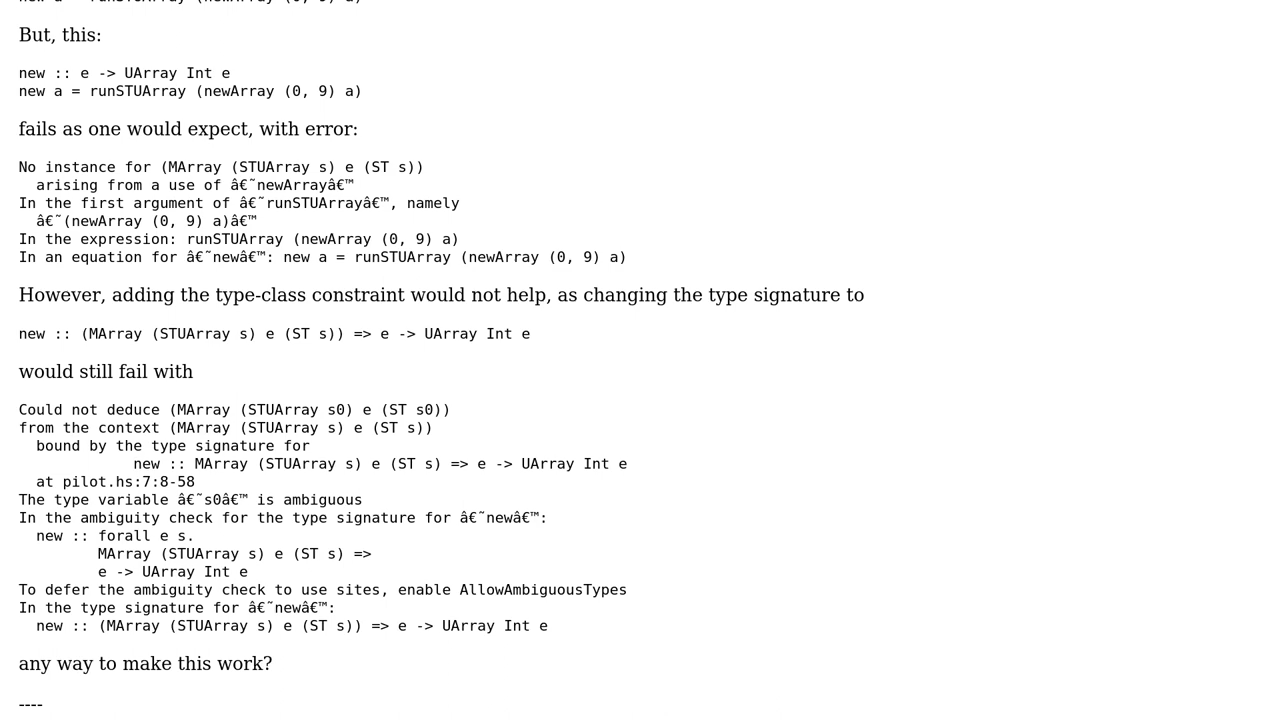 But, this:
new :: e -> UArray Int e
new a = runSTUArray (newArray (0, 9) a)
fails as one would expect, with error:
No instance for (MArray (STUArray s) e (ST s))
  arising from a use of â€˜newArrayâ€™
In the first argument of â€˜runSTUArrayâ€™, namely
  â€˜(newArray (0, 9) a)â€™
In the expression: runSTUArray (newArray (0, 9) a)
In an equation for â€˜newâ€™: new a = runSTUArray (newArray (0, 9) a)
However, adding the type-class constraint would not help, as changing the type signature to
new :: (MArray (STUArray s) e (ST s)) => e -> UArray Int e
would still fail with
Could not deduce (MArray (STUArray s0) e (ST s0))
from the context (MArray (STUArray s) e (ST s))
  bound by the type signature for
             new :: MArray (STUArray s) e (ST s) => e -> UArray Int e
  at pilot.hs:7:8-58
The type variable â€˜s0â€™ is ambiguous
In the ambiguity check for the type signature for â€˜newâ€™:
  new :: forall e s.
         MArray (STUArray s) e (ST s) =>
         e -> UArray Int e
To defer the ambiguity check to use sites, enable AllowAmbiguousTypes
In the type signature for â€˜newâ€™:
  new :: (MArray (STUArray s) e (ST s)) => e -> UArray Int e
any way to make this work?
----